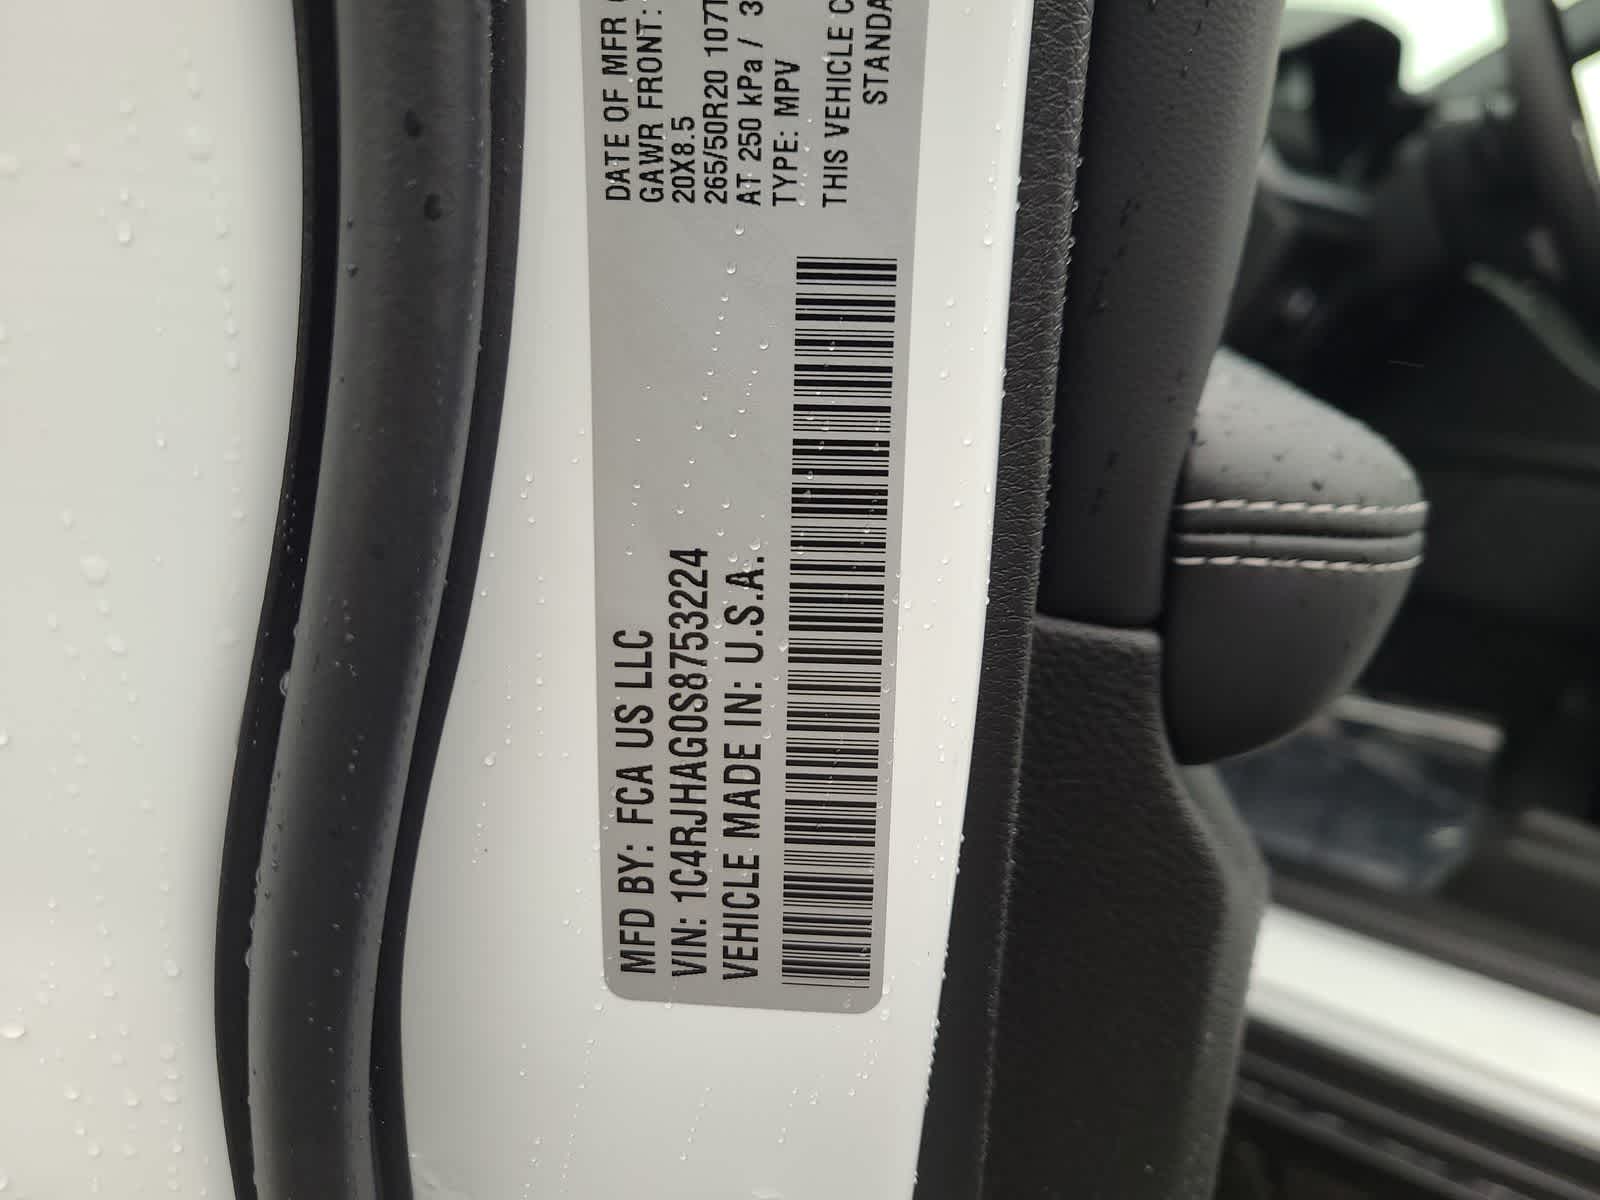 MFD BY: FCA US LLC
VIN: 1C4RJHAG0S8753224
VEHICLE MADE IN: U.S.A.
DATE OF MFR
GAWR FRONT:
20X8.5
265/50R20 107T
AT 250 kPa / 3
TYPE: MPV
THIS VEHICLE C
STANDA